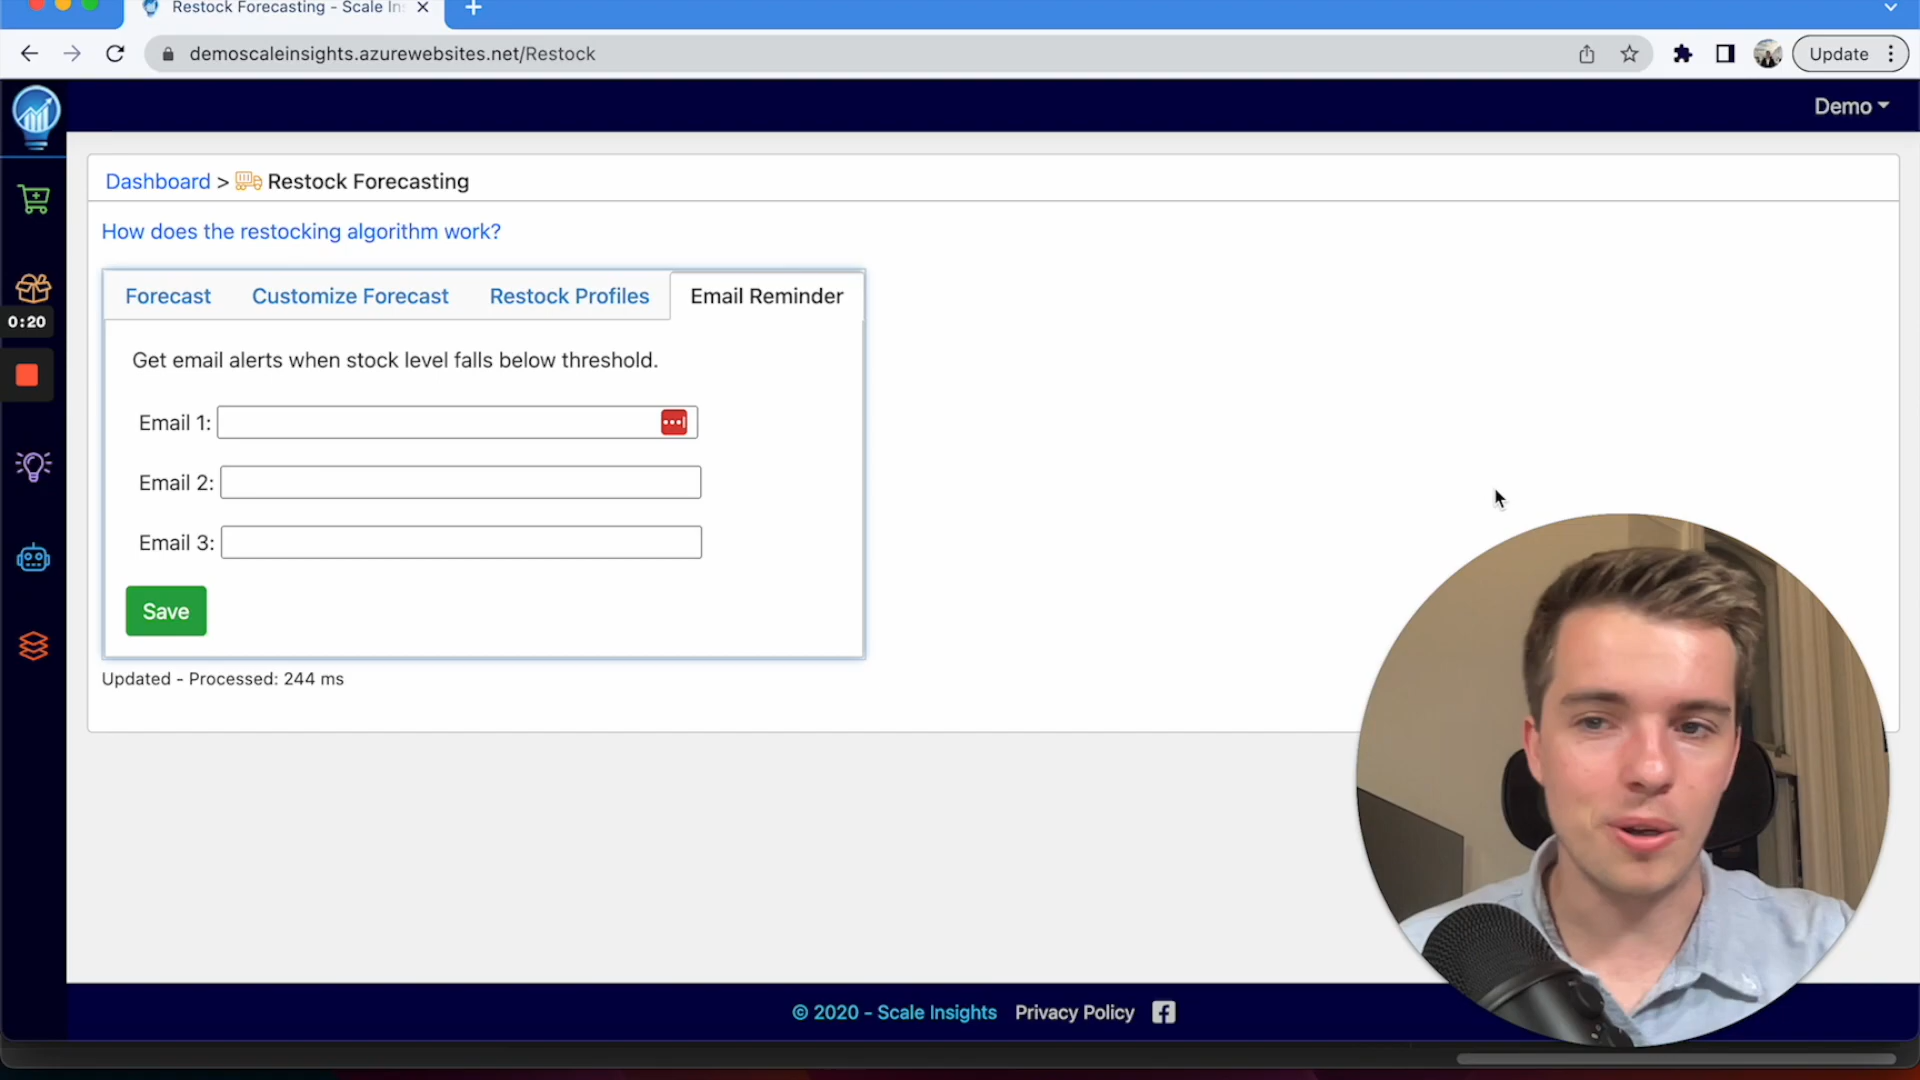 Restock Forecasting - Scale In
demoscaleinsights.azurewebsites.net/Restock
Update
Demo
Dashboard > Restock Forecasting
How does the restocking algorithm work?
Forecast Customize Forecast Restock Profiles Email Reminder
0:20
Get email alerts when stock level falls below threshold.
Email 1:
Email 2:
Email 3:
Save
Updated - Processed: 244 ms
© 2020 - Scale Insights Privacy Policy